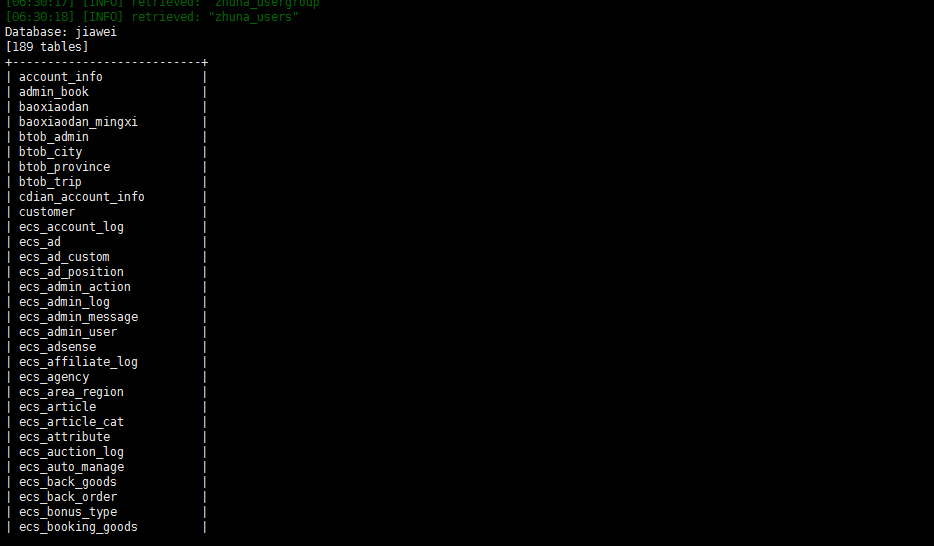 [06:30:17] [INFO] retrieved: "zhuna_usergroup"
[06:30:18] [INFO] retrieved: "zhuna_users"
Database: jiawei
[189 tables]
+---------------------------+
| account_info |
| admin_book |
| baoxiaodan |
| baoxiaodan_mingxi |
| btob_admin |
| btob_city |
| btob_province |
| btob_trip |
| cdian_account_info |
| customer |
| ecs_account_log |
| ecs_ad |
| ecs_ad_custom |
| ecs_ad_position |
| ecs_admin_action |
| ecs_admin_log |
| ecs_admin_message |
| ecs_admin_user |
| ecs_adsense |
| ecs_affiliate_log |
| ecs_agency |
| ecs_area_region |
| ecs_article |
| ecs_article_cat |
| ecs_attribute |
| ecs_auction_log |
| ecs_auto_manage |
| ecs_back_goods |
| ecs_back_order |
| ecs_bonus_type |
| ecs_booking_goods |